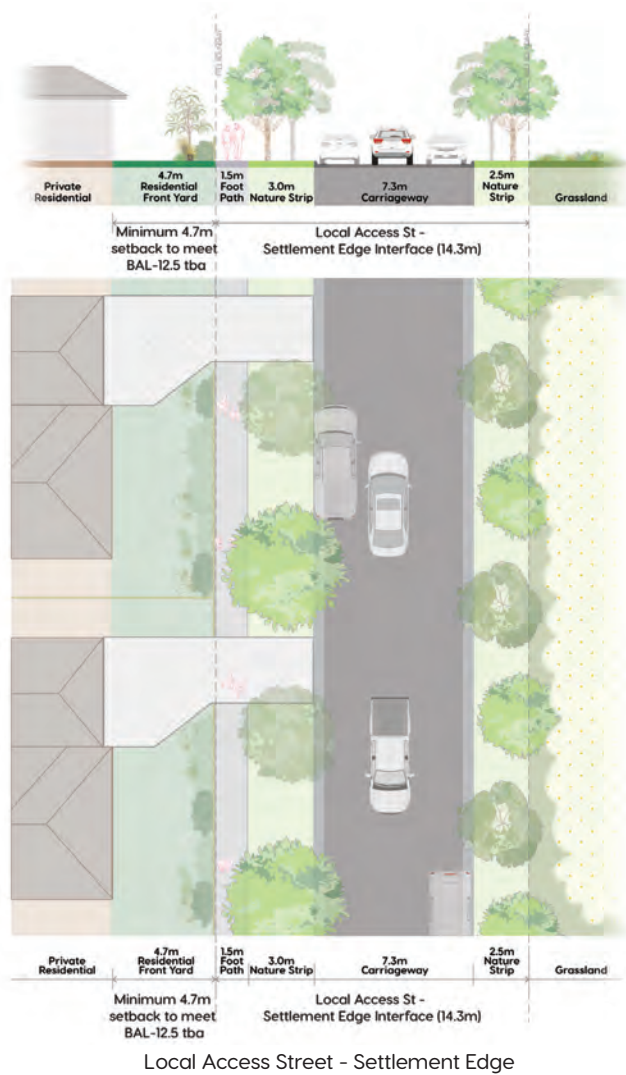 Private
Residential
4.7m
Residential
Front Yard
1.5m
Foot
Path
3.0m
Nature Strip
7.3m
Carriageway
2.5m
Nature
Strip
Grassland
Minimum 4.7m
setback to meet
BAL-12.5 tba
Local Access St -
Settlement Edge Interface (14.3m)
Private
Residential
4.7m
Residential
Front Yard
1.5m
Foot
Path
3.0m
Nature Strip
7.3m
Carriageway
2.5m
Nature
Strip
Grassland
Minimum 4.7m
setback to meet
BAL-12.5 tba
Local Access St -
Settlement Edge Interface (14.3m)
Local Access Street - Settlement Edge